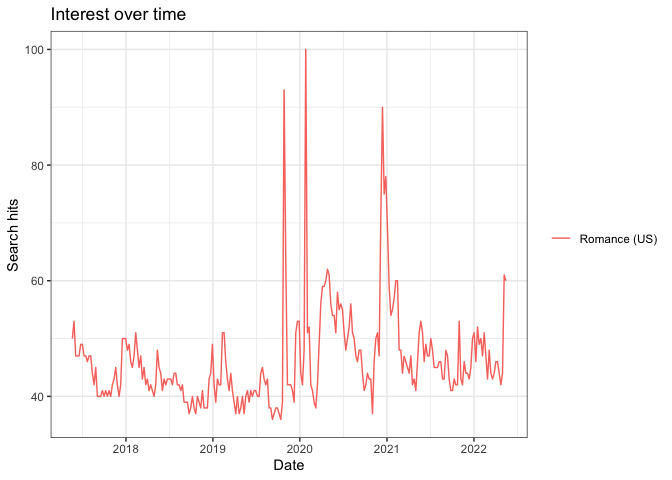 Interest over time
100
80
60
40
Search hits
2018 2019 2020 2021 2022
Date
Romance (US)